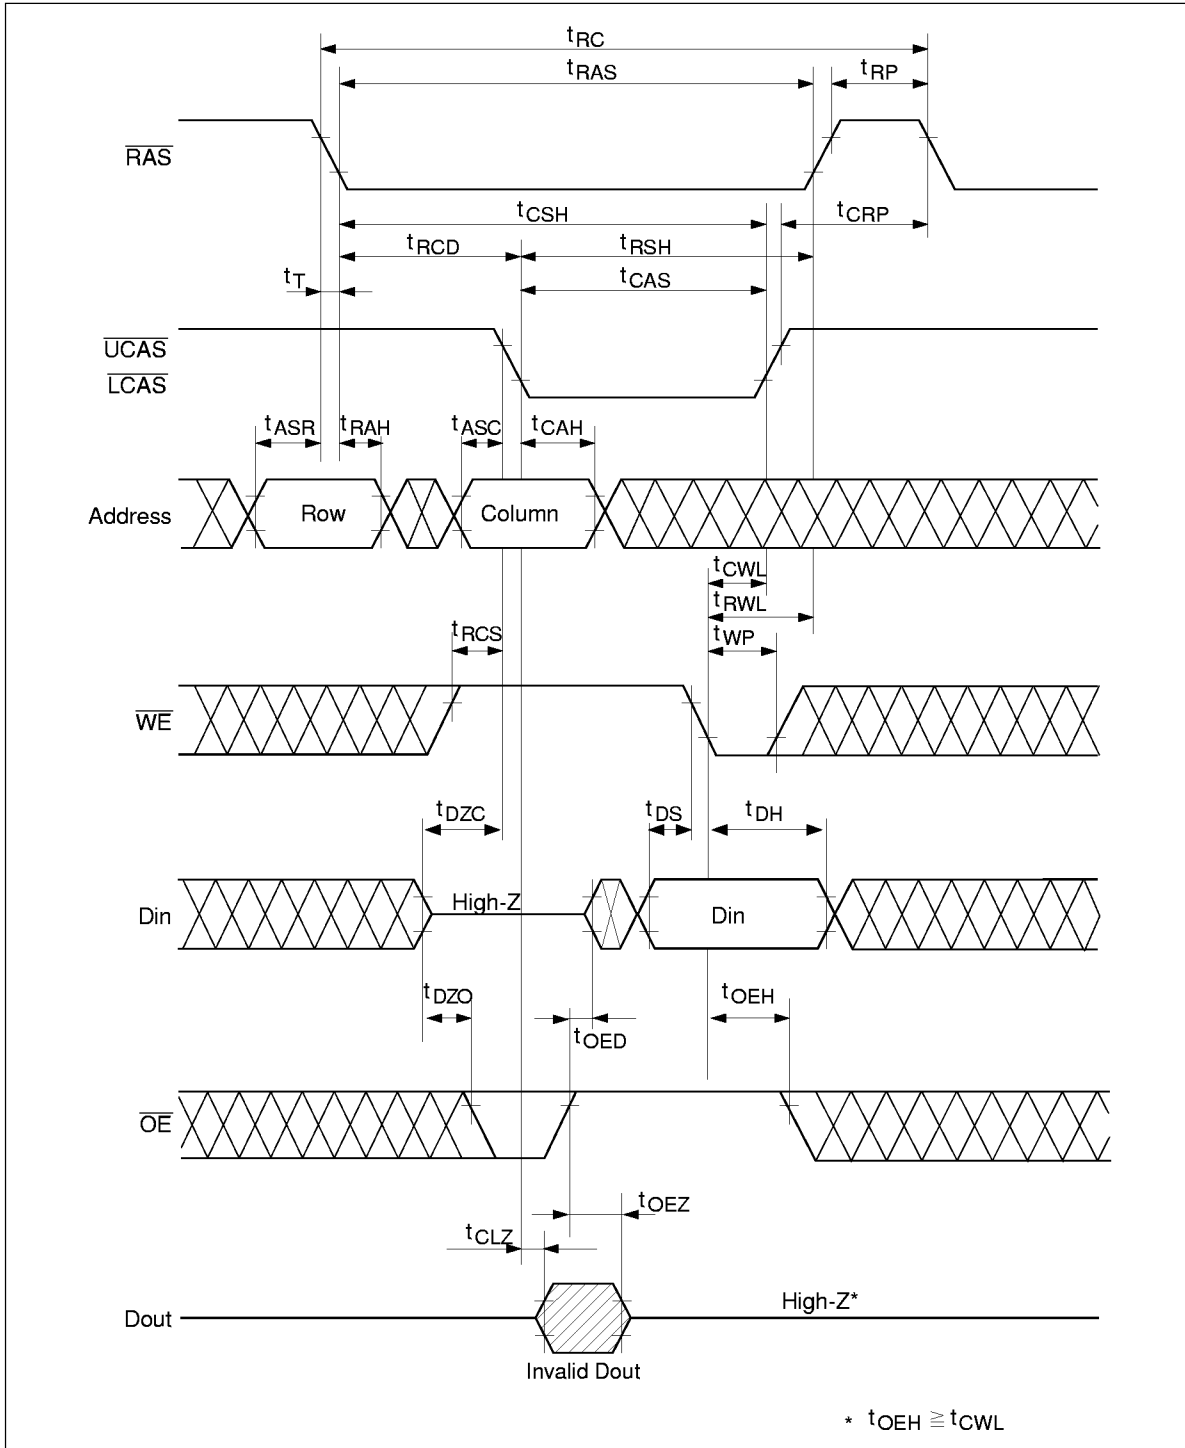 tRC
tRAS
tRP
RAS
tCSH
tCRP
tRCD
tRSH
tT
tCAS
UCAS
LCAS
tASR
tRAH
tASC
tCAH
Address
Row
Column
tCWL
tRWL
tRCS
tWP
WE
tDZC
tDS
tDH
High-Z
Din
Din
tDZO
tOEH
tOED
OE
tOEZ
tCLZ
High-Z*
Dout
Invalid Dout
* tOEH ≧ tCWL